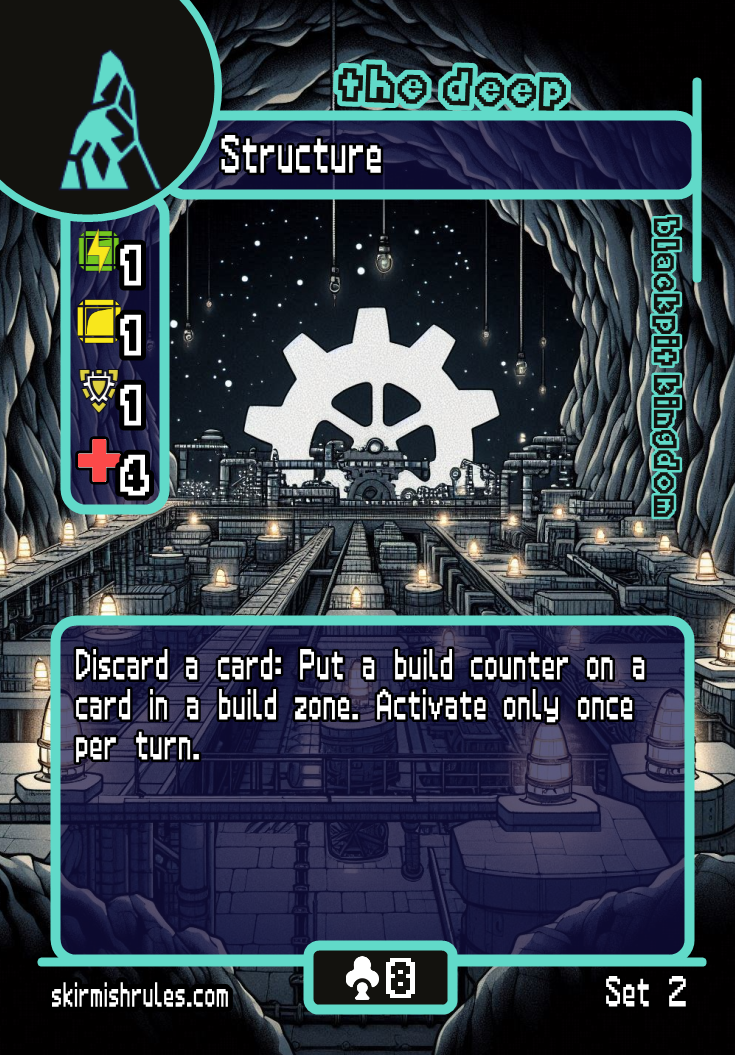 the deep
Structure
blackpit kingdom
1
1
1
4
Discard a card: Put a build counter on a
card in a build zone. Activate only once
per turn.
8
skirmishrules.com
Set 2